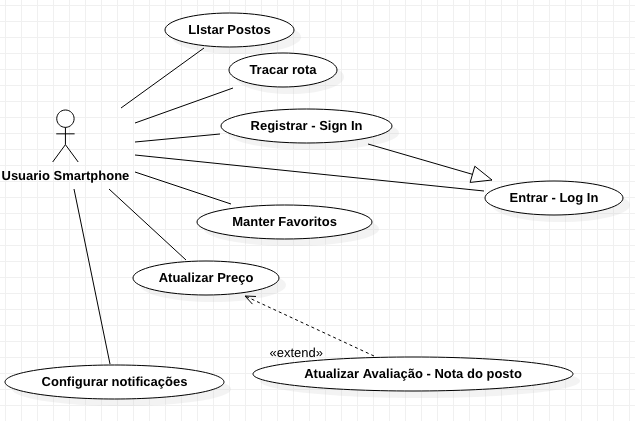 LIstar Postos
Tracar rota
Registrar - Sign In
Usuario Smartphone
Entrar - Log In
Manter Favoritos
Atualizar Preço
«extend»
Configurar notificações
Atualizar Avaliação - Nota do posto